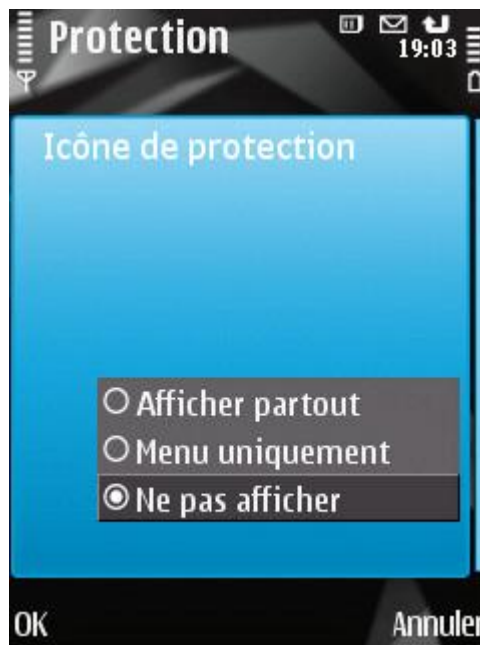 Protection
19:03
Icône de protection
Afficher partout
Menu uniquement
Ne pas afficher
OK Annuler